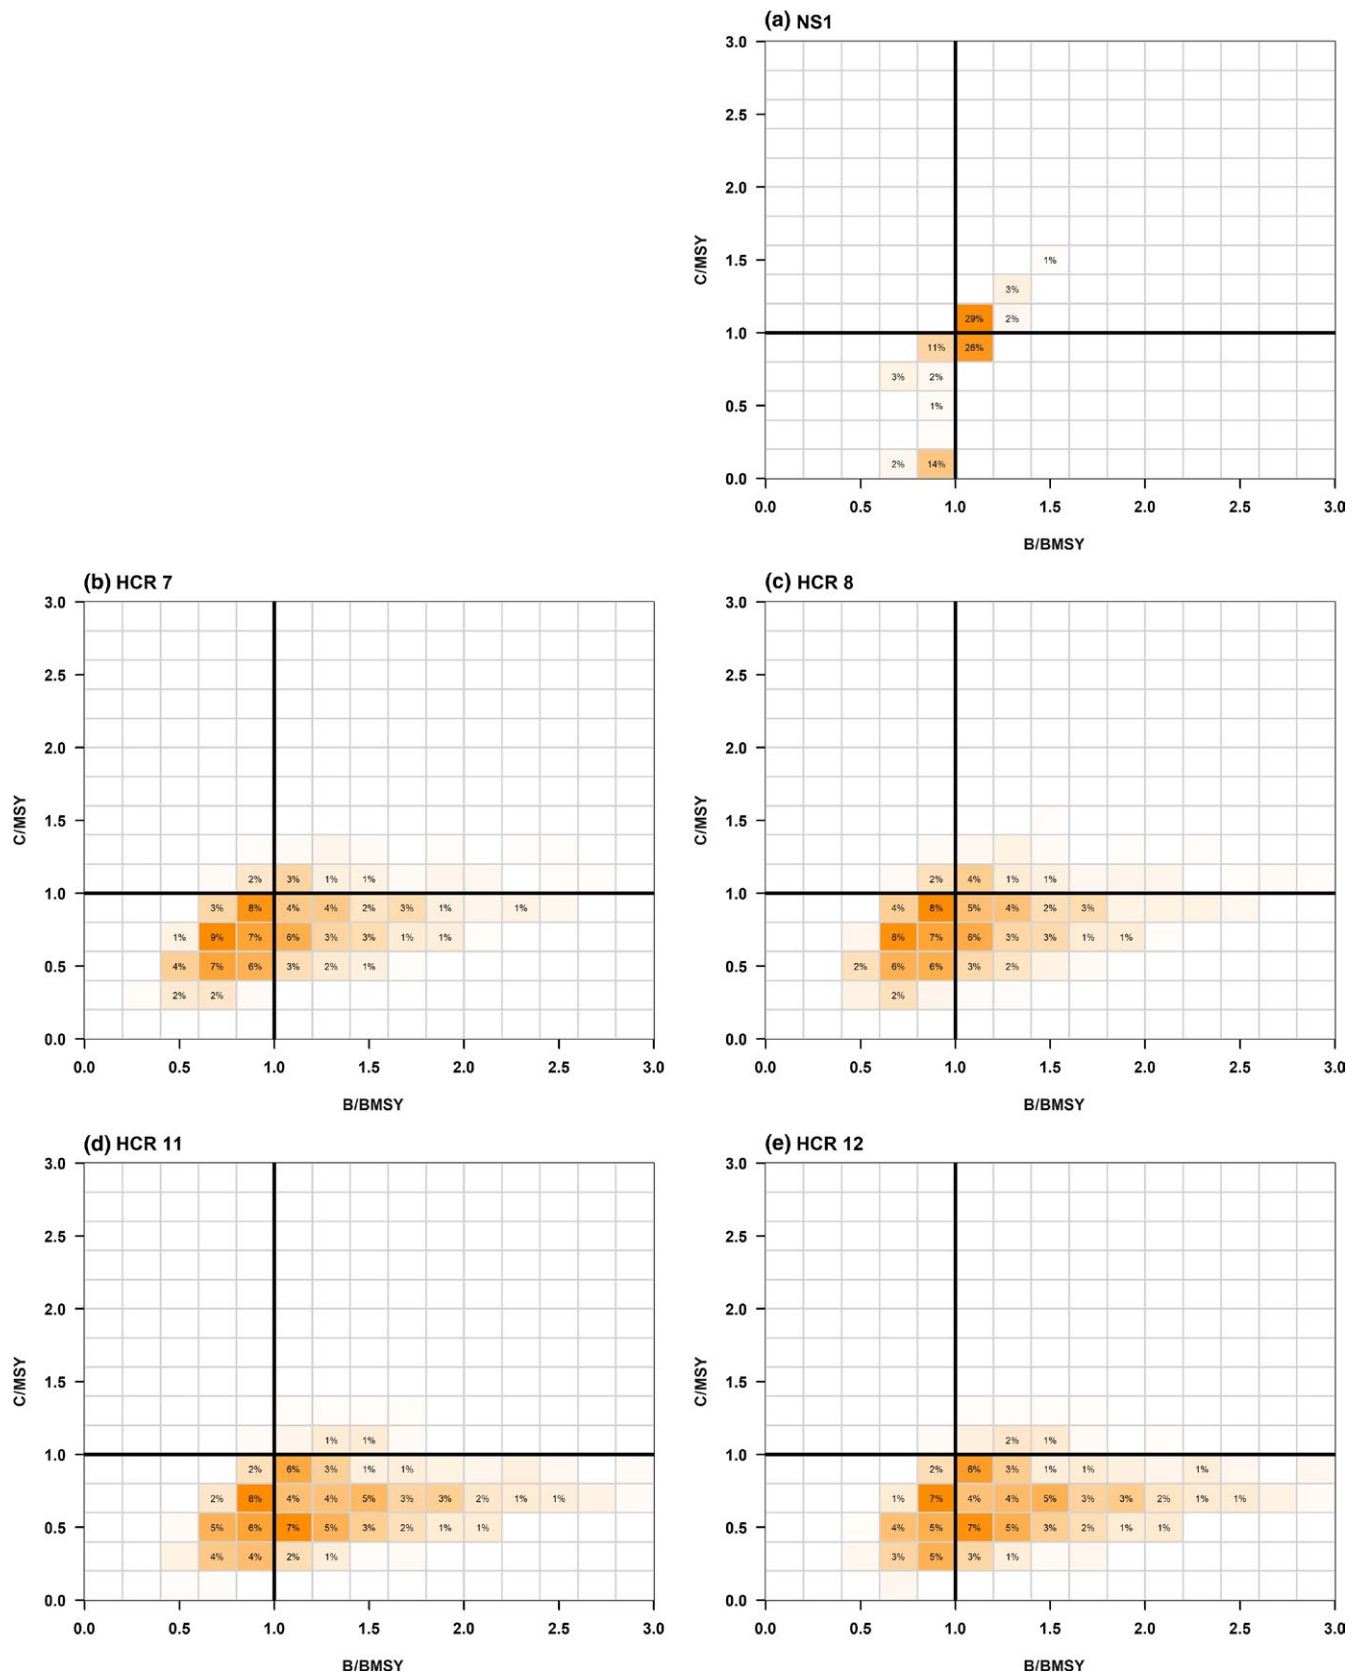 (a) NS1
3.0
2.5
2.0
C/MSY
1.5
1%
3%
29% 2%
1.0
11% 26%
3% 2%
0.5
1%
2% 14%
0.0
0.0 0.5 1.0 1.5 2.0 2.5 3.0
B/BMSY
(b) HCR 7
3.0
2.5
2.0
C/MSY
1.5
2% 3% 1% 1%
1.0
3% 8% 4% 4% 2% 3% 1% 1%
1% 9% 7% 6% 3% 3% 1% 1%
0.5
4% 7% 6% 3% 2% 1%
2% 2%
0.0
0.0 0.5 1.0 1.5 2.0 2.5 3.0
B/BMSY
(c) HCR 8
3.0
2.5
2.0
C/MSY
1.5
2% 4% 1% 1%
1.0
4% 8% 5% 4% 2% 3%
8% 7% 6% 3% 3% 1% 1%
0.5
2% 6% 6% 3% 2%
2%
0.0
0.0 0.5 1.0 1.5 2.0 2.5 3.0
B/BMSY
(d) HCR 11
3.0
2.5
2.0
C/MSY
1.5
1% 1%
1.0
2% 6% 3% 1% 1%
2% 8% 4% 4% 5% 3% 3% 2% 1% 1%
0.5
5% 6% 7% 5% 3% 2% 1% 1%
4% 4% 2% 1%
0.0
0.0 0.5 1.0 1.5 2.0 2.5 3.0
B/BMSY
(e) HCR 12
3.0
2.5
2.0
C/MSY
1.5
2% 1%
1.0
2% 6% 3% 1% 1% 1%
1% 7% 4% 4% 5% 3% 3% 2% 1% 1%
0.5
4% 5% 7% 5% 3% 2% 1% 1%
3% 5% 3% 1%
0.0
0.0 0.5 1.0 1.5 2.0 2.5 3.0
B/BMSY